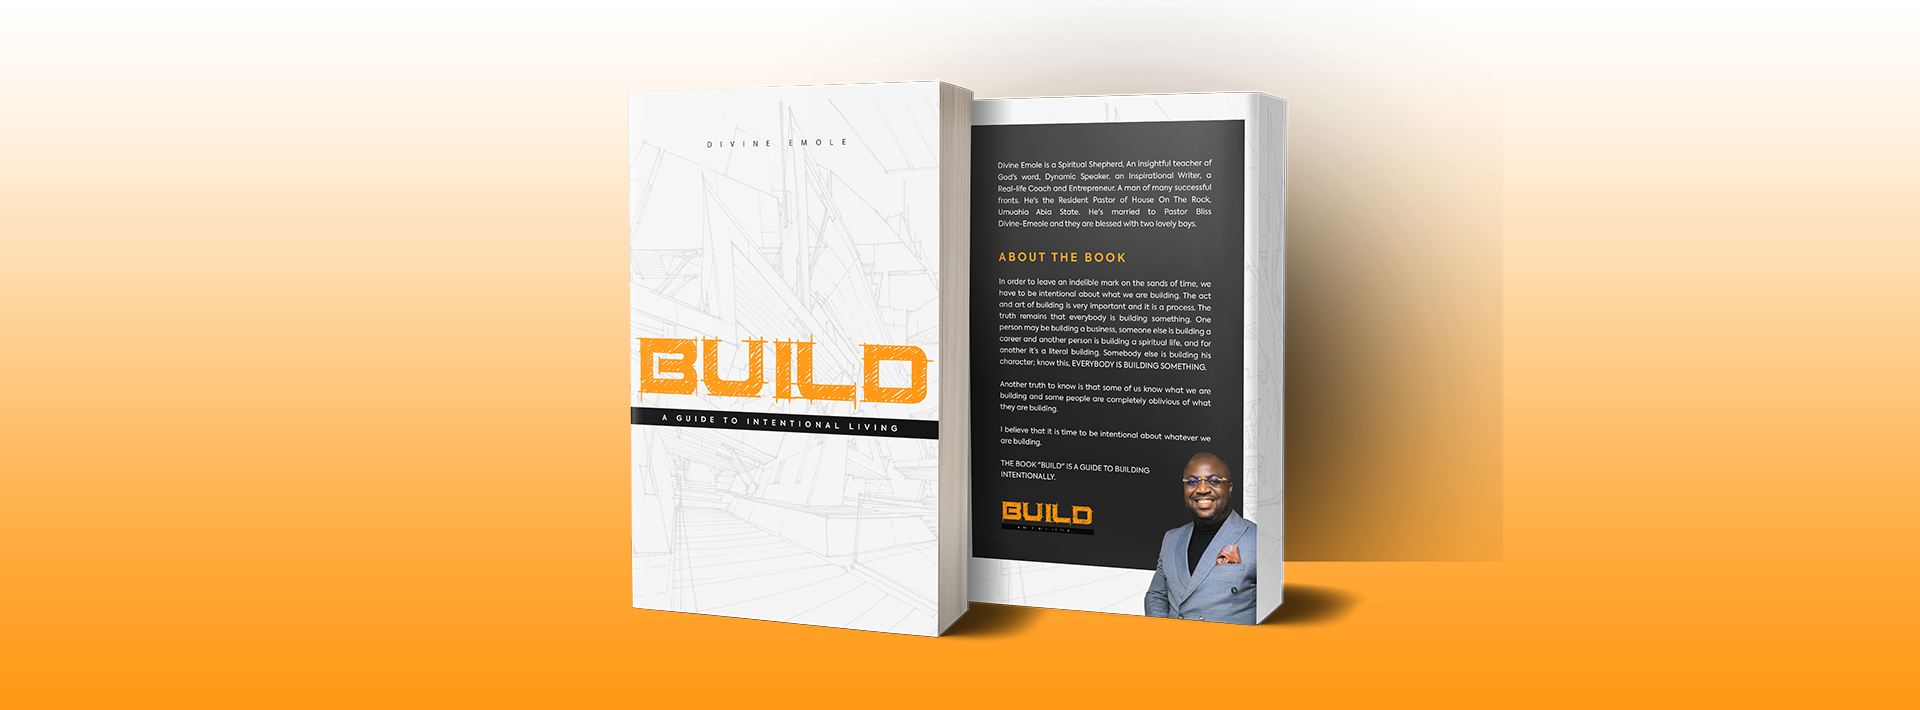 DIVINE EMOLE
BUILD
A GUIDE TO INTENTIONAL LIVING
Divine Emole is a Spiritual Shepherd, An insightful teacher of
God's word, Dynamic Speaker, an Inspirational Writer, a
Real-life Coach and Entrepreneur. A man of many successful
fronts. He's the Resident Pastor of House On The Rock,
Umuahia Abia State. He's married to Pastor Bliss
Divine-Emeole and they are blessed with two lovely boys.
ABOUT THE BOOK
In order to leave an indelible mark on the sands of time, we
have to be intentional about what we are building. The act
and art of building is very important and it is a process. The
truth remains that everybody is building something. One
person may be building a business, someone else is building a
career and another person is building a spiritual life, and for
another it's a literal building. Somebody else is building his
character; know this, EVERYBODY IS BUILDING SOMETHING.
Another truth to know is that some of us know what we are
building and some people are completely oblivious of what
they are building.
I believe that it is time to be intentional about whatever we
are building.
THE BOOK "BUILD" IS A GUIDE TO BUILDING
INTENTIONALLY.
BUILD